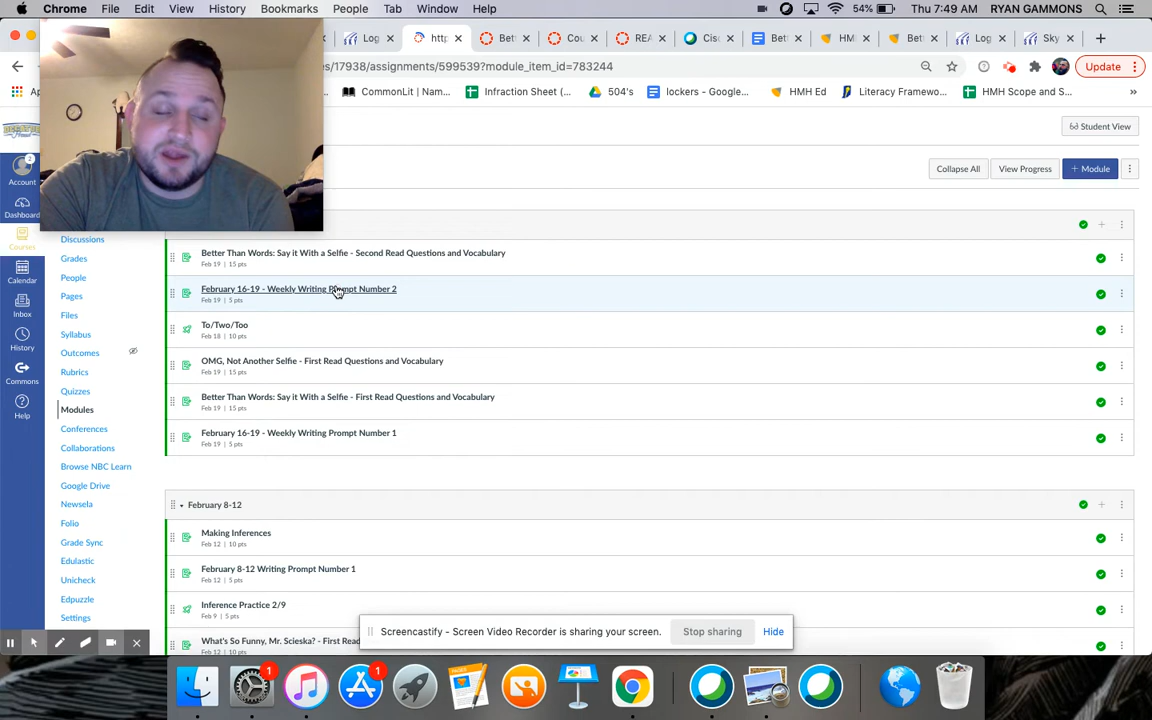 Chrome File Edit View History Bookmarks People Tab Window Help 54% Thu 7:49 AM RYAN GAMMONS
Log http Bett Cou REA Cisc Bett HM Bett Log Sky
es/17938/assignments/599539?module_item_id=783244 Update
CommonLit | Nam... Infraction Sheet (... 504's lockers - Google... HMH Ed Literacy Framewo... HMH Scope and S... »
Student View
Collapse All View Progress + Module
2
Account
Dashboard
Courses
Calendar
Inbox
History
Commons
Help
Discussions
Grades
People
Pages
Files
Syllabus
Outcomes
Rubrics
Quizzes
Modules
Conferences
Collaborations
Browse NBC Learn
Google Drive
Newsela
Folio
Grade Sync
Edulastic
Unicheck
Edpuzzle
Settings
Better Than Words: Say it With a Selfie - Second Read Questions and Vocabulary
Feb 19 | 15 pts
February 16-19 - Weekly Writing Prompt Number 2
Feb 19 | 5 pts
To/Two/Too
Feb 18 | 10 pts
OMG, Not Another Selfie - First Read Questions and Vocabulary
Feb 19 | 15 pts
Better Than Words: Say it With a Selfie - First Read Questions and Vocabulary
Feb 19 | 15 pts
February 16-19 - Weekly Writing Prompt Number 1
Feb 19 | 5 pts
February 8-12
Making Inferences
Feb 12 | 10 pts
February 8-12 Writing Prompt Number 1
Feb 12 | 5 pts
Inference Practice 2/9
Feb 9 | 5 pts
What's So Funny, Mr. Scieska? - First Read
Feb 12 | 10 pts
Screencastify - Screen Video Recorder is sharing your screen. Stop sharing Hide
1 1